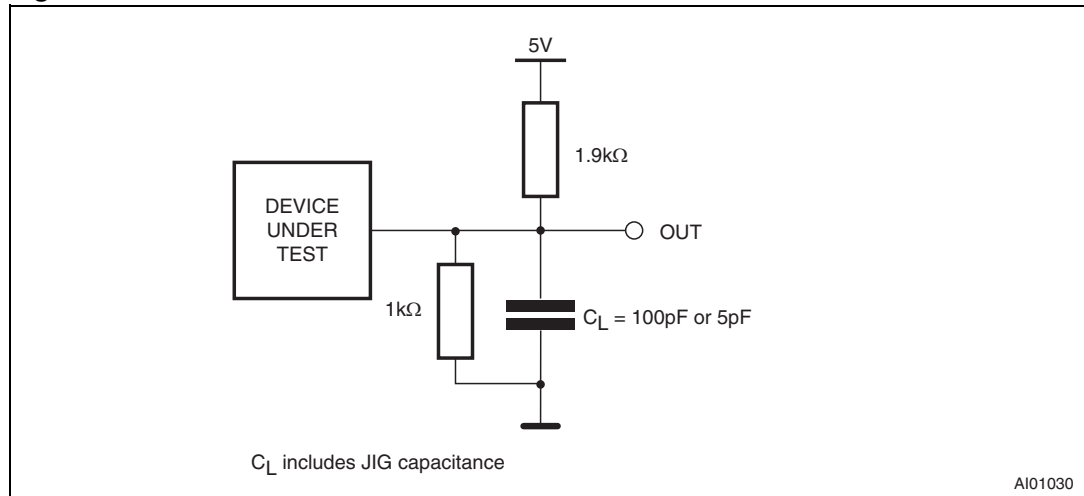 5V
1.9kΩ
DEVICE
UNDER
TEST
OUT
1kΩ
CL = 100pF or 5pF
CL includes JIG capacitance
AI01030